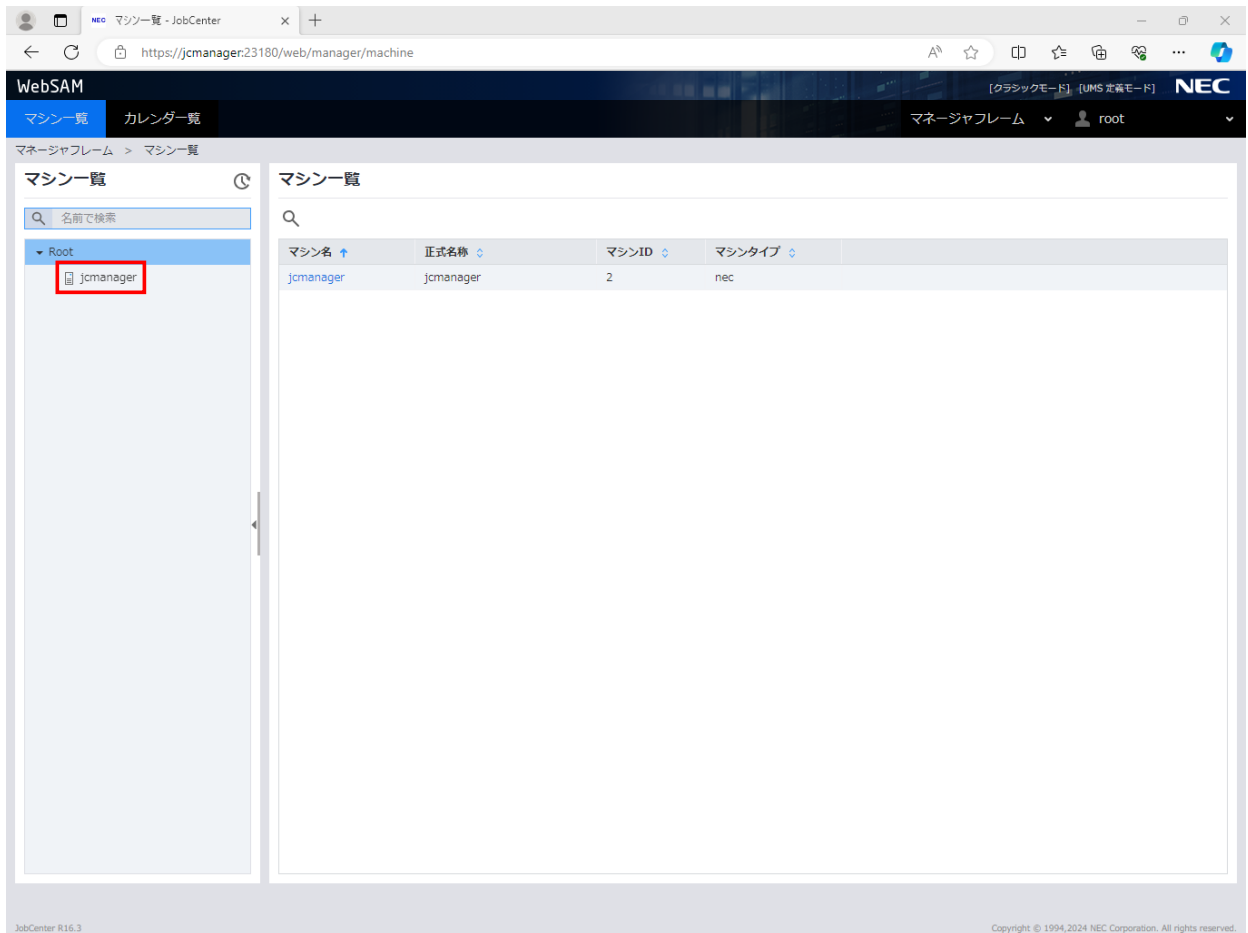 NEC マシン一覧 - JobCenter
https://jcmanager:23180/web/manager/machine
WebSAM
[クラシックモード] [UMS 定義モード] NEC
マシン一覧 カレンダ一覧 マネージャフレーム root
マネージャフレーム > マシン一覧
マシン一覧
名前で検索
Root
jcmanager
マシン一覧
マシン名 正式名称 マシンID マシンタイプ
jcmanager jcmanager 2 nec
JobCenter R16.3
Copyright © 1994,2024 NEC Corporation. All rights reserved.